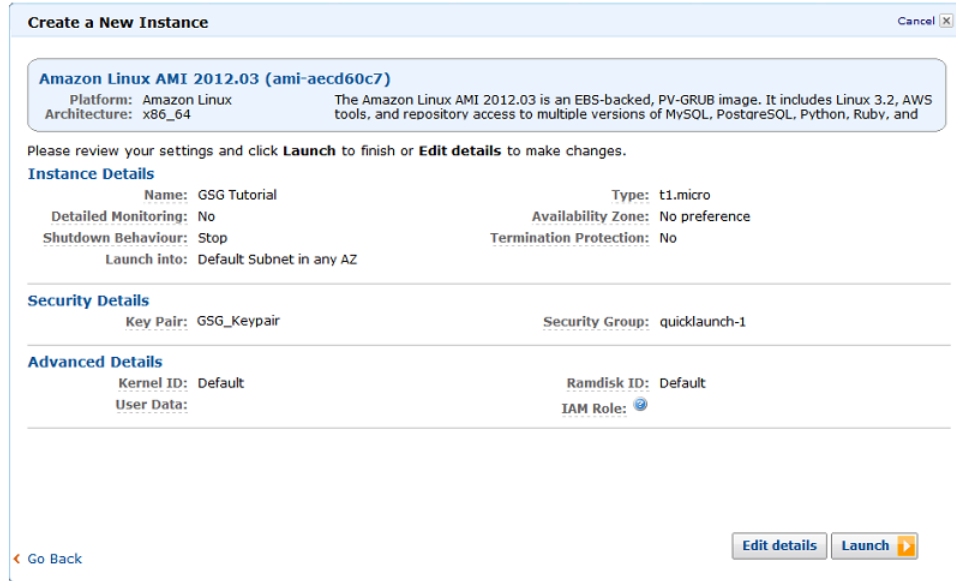 Create a New Instance
Cancel
Amazon Linux AMI 2012.03 (ami-aecd60c7)
Platform: Amazon Linux
Architecture: x86_64
The Amazon Linux AMI 2012.03 is an EBS-backed, PV-GRUB image. It includes Linux 3.2, AWS
tools, and repository access to multiple versions of MySQL, PostgreSQL, Python, Ruby, and
Please review your settings and click Launch to finish or Edit details to make changes.
Instance Details
Name: GSG Tutorial
Type: t1.micro
Detailed Monitoring: No
Availability Zone: No preference
Shutdown Behaviour: Stop
Termination Protection: No
Launch into: Default Subnet in any AZ
Security Details
Key Pair: GSG_Keypair
Security Group: quicklaunch-1
Advanced Details
Kernel ID: Default
Ramdisk ID: Default
User Data:
IAM Role:
Edit details
Launch
Go Back